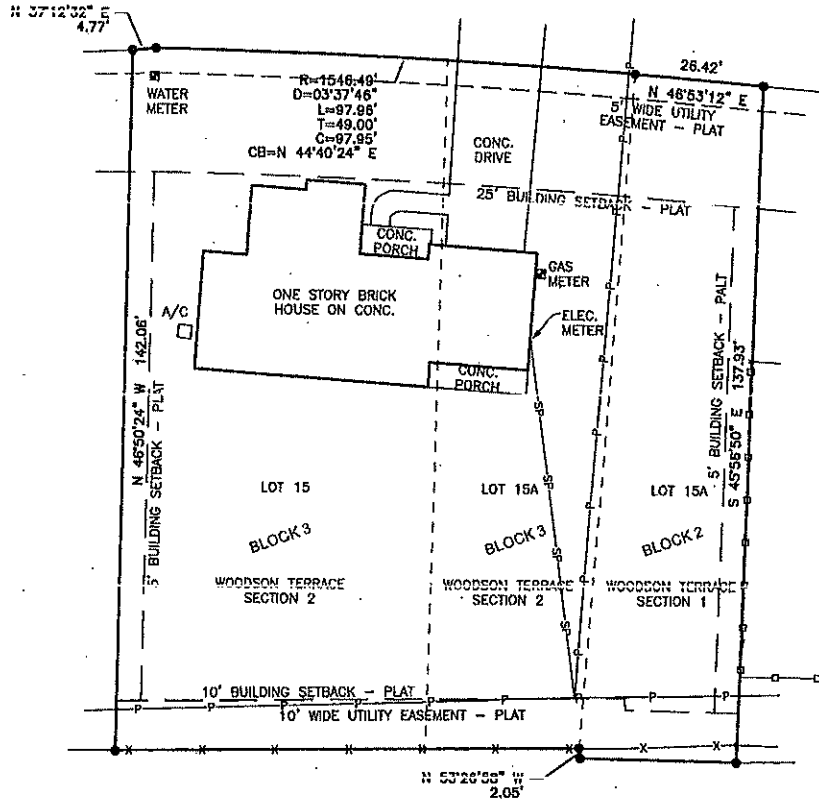 N 37°12'32" E
4.77'
26.42'
N 46°53'12" E
5' WIDE UTILITY
EASEMENT - PLAT
WATER
METER
R=1546.49'
D=03°37'46"
L=97.96'
T=49.00'
C=97.95'
CB=N 44°40'24" E
CONC.
DRIVE
25' BUILDING SETBACK - PLAT
CONC.
PORCH
GAS
METER
ONE STORY BRICK
HOUSE ON CONC.
A/C
ELEC.
METER
CONC.
PORCH
N 46°50'24" W 142.06'
5' BUILDING SETBACK - PLAT
5' BUILDING SETBACK - PALT
S 45°56'50" E 137.93'
LOT 15
BLOCK 3
WOODSON TERRACE
SECTION 2
LOT 15A
BLOCK 3
WOODSON TERRACE
SECTION 2
LOT 15A
BLOCK 2
WOODSON TERRACE
SECTION 1
SP
SP
SP
P
P
P
P
P
P
P
P
10' BUILDING SETBACK - PLAT
P P P P P P P P P
10' WIDE UTILITY EASEMENT - PLAT
X X X X X X X X X
N 53°26'58" W
2.05'